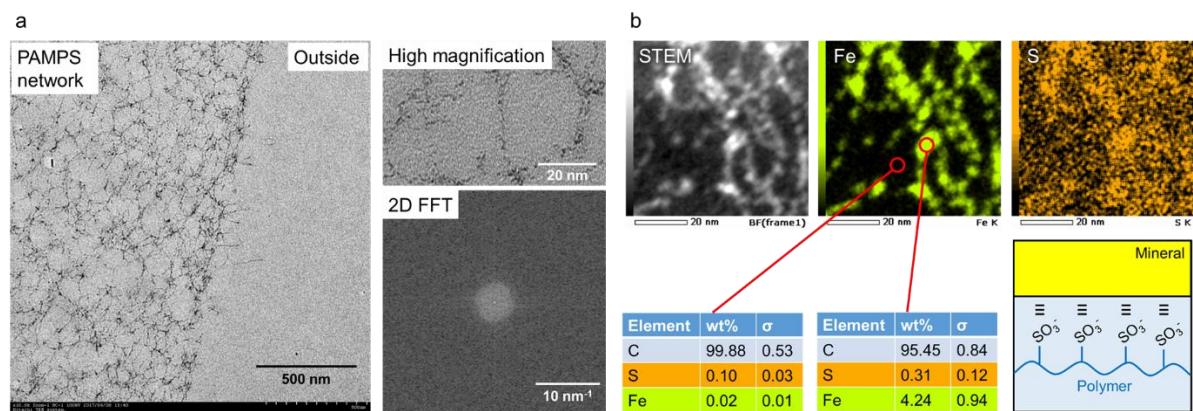 a
PAMPS
network
Outside
500 nm
High magnification
20 nm
2D FFT
10 nm⁻¹
b
STEM
20 nm
BF(frame1)
Fe
20 nm
Fe K
S
20 nm
S K
Element wt% σ
C 99.88 0.53
S 0.10 0.03
Fe 0.02 0.01
Element wt% σ
C 95.45 0.84
S 0.31 0.12
Fe 4.24 0.94
Mineral
≡ ≡ ≡ ≡
SO₃⁻ SO₃⁻ SO₃⁻ SO₃⁻
Polymer